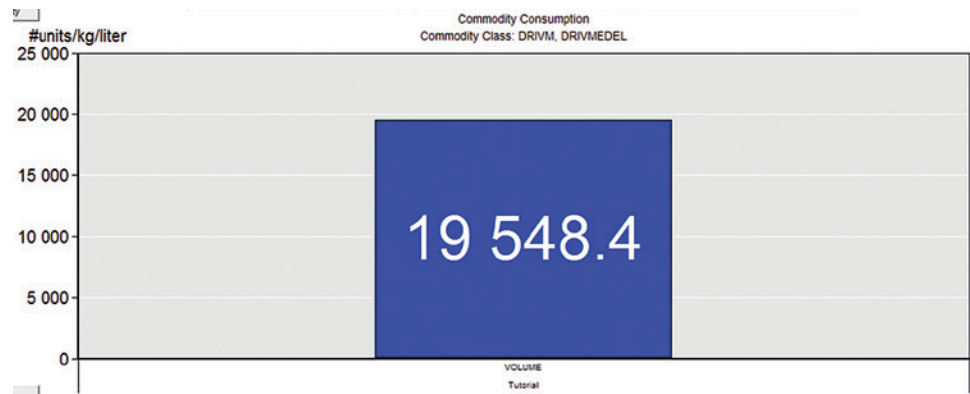 Commodity Consumption
#units/kg/liter
Commodity Class: DRIVM, DRIVMEDEL
25 000
20 000
15 000
19 548.4
10 000
5 000
0
VOLUME
Tutorial